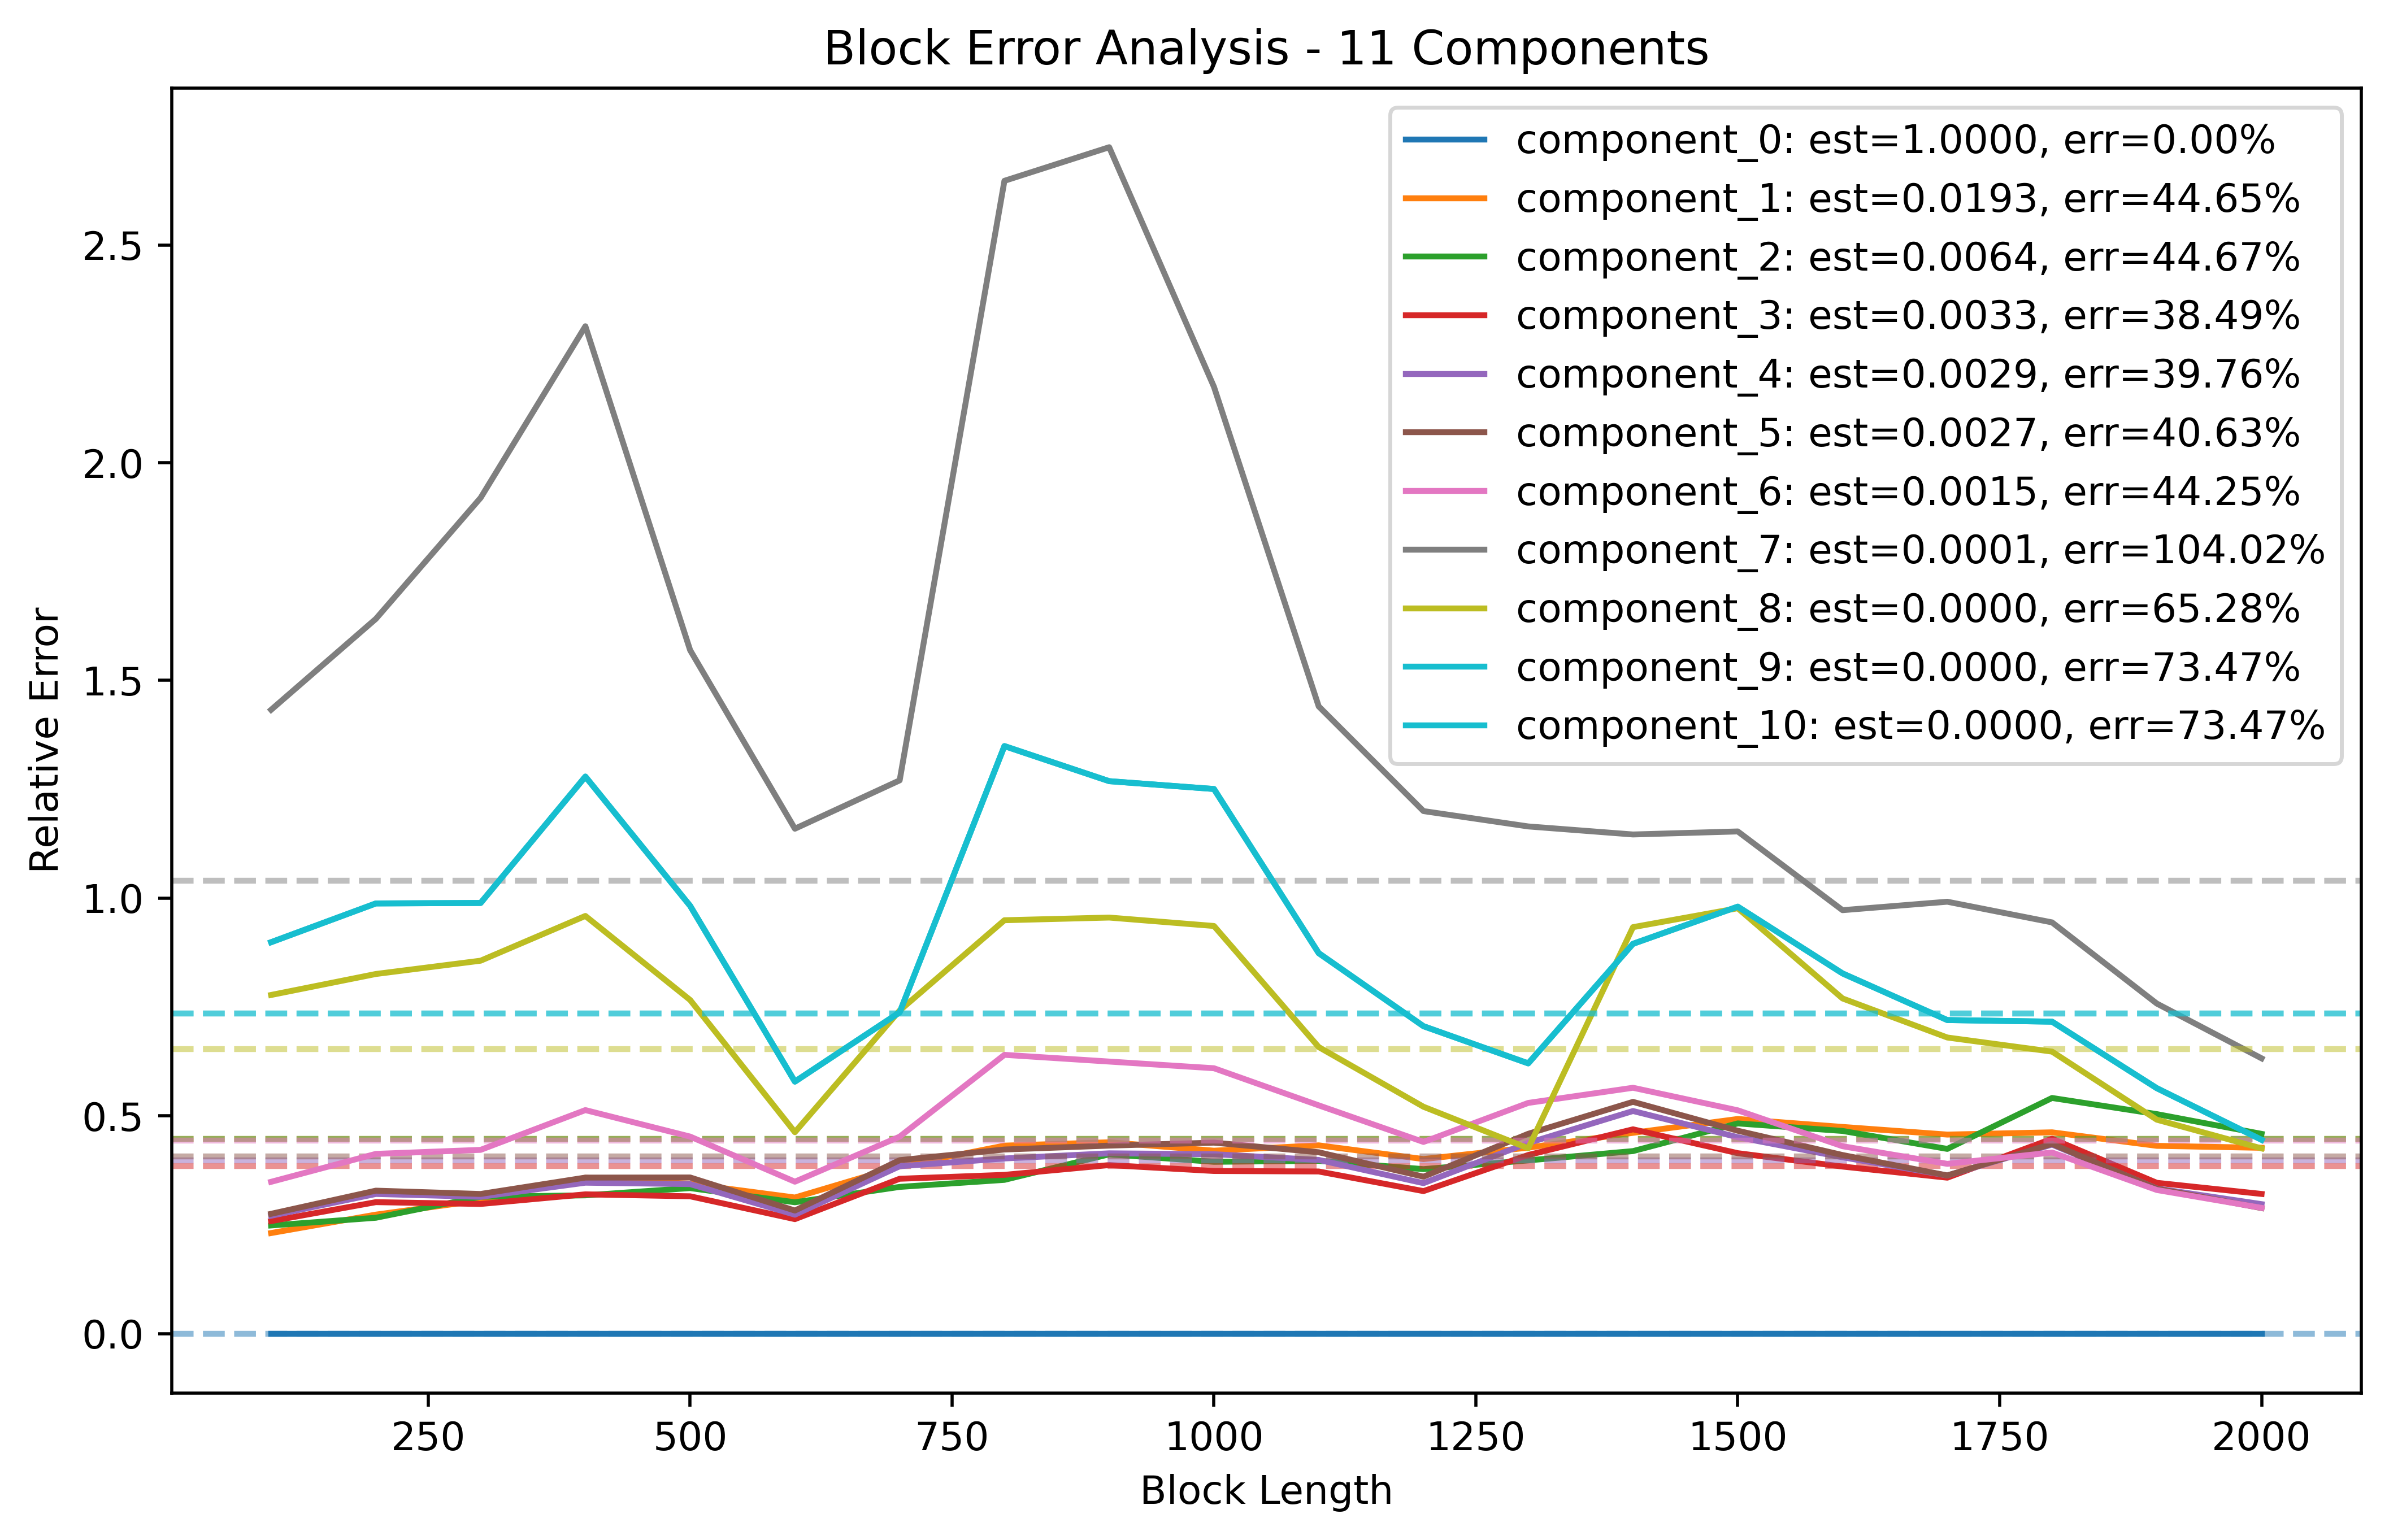 Block Error Analysis - 11 Components
component_0: est=1.0000, err=0.00%
component_1: est=0.0193, err=44.65%
component_2: est=0.0064, err=44.67%
component_3: est=0.0033, err=38.49%
component_4: est=0.0029, err=39.76%
component_5: est=0.0027, err=40.63%
component_6: est=0.0015, err=44.25%
component_7: est=0.0001, err=104.02%
component_8: est=0.0000, err=65.28%
component_9: est=0.0000, err=73.47%
component_10: est=0.0000, err=73.47%
Relative Error
2.5
2.0
1.5
1.0
0.5
0.0
250 500 750 1000 1250 1500 1750 2000
Block Length